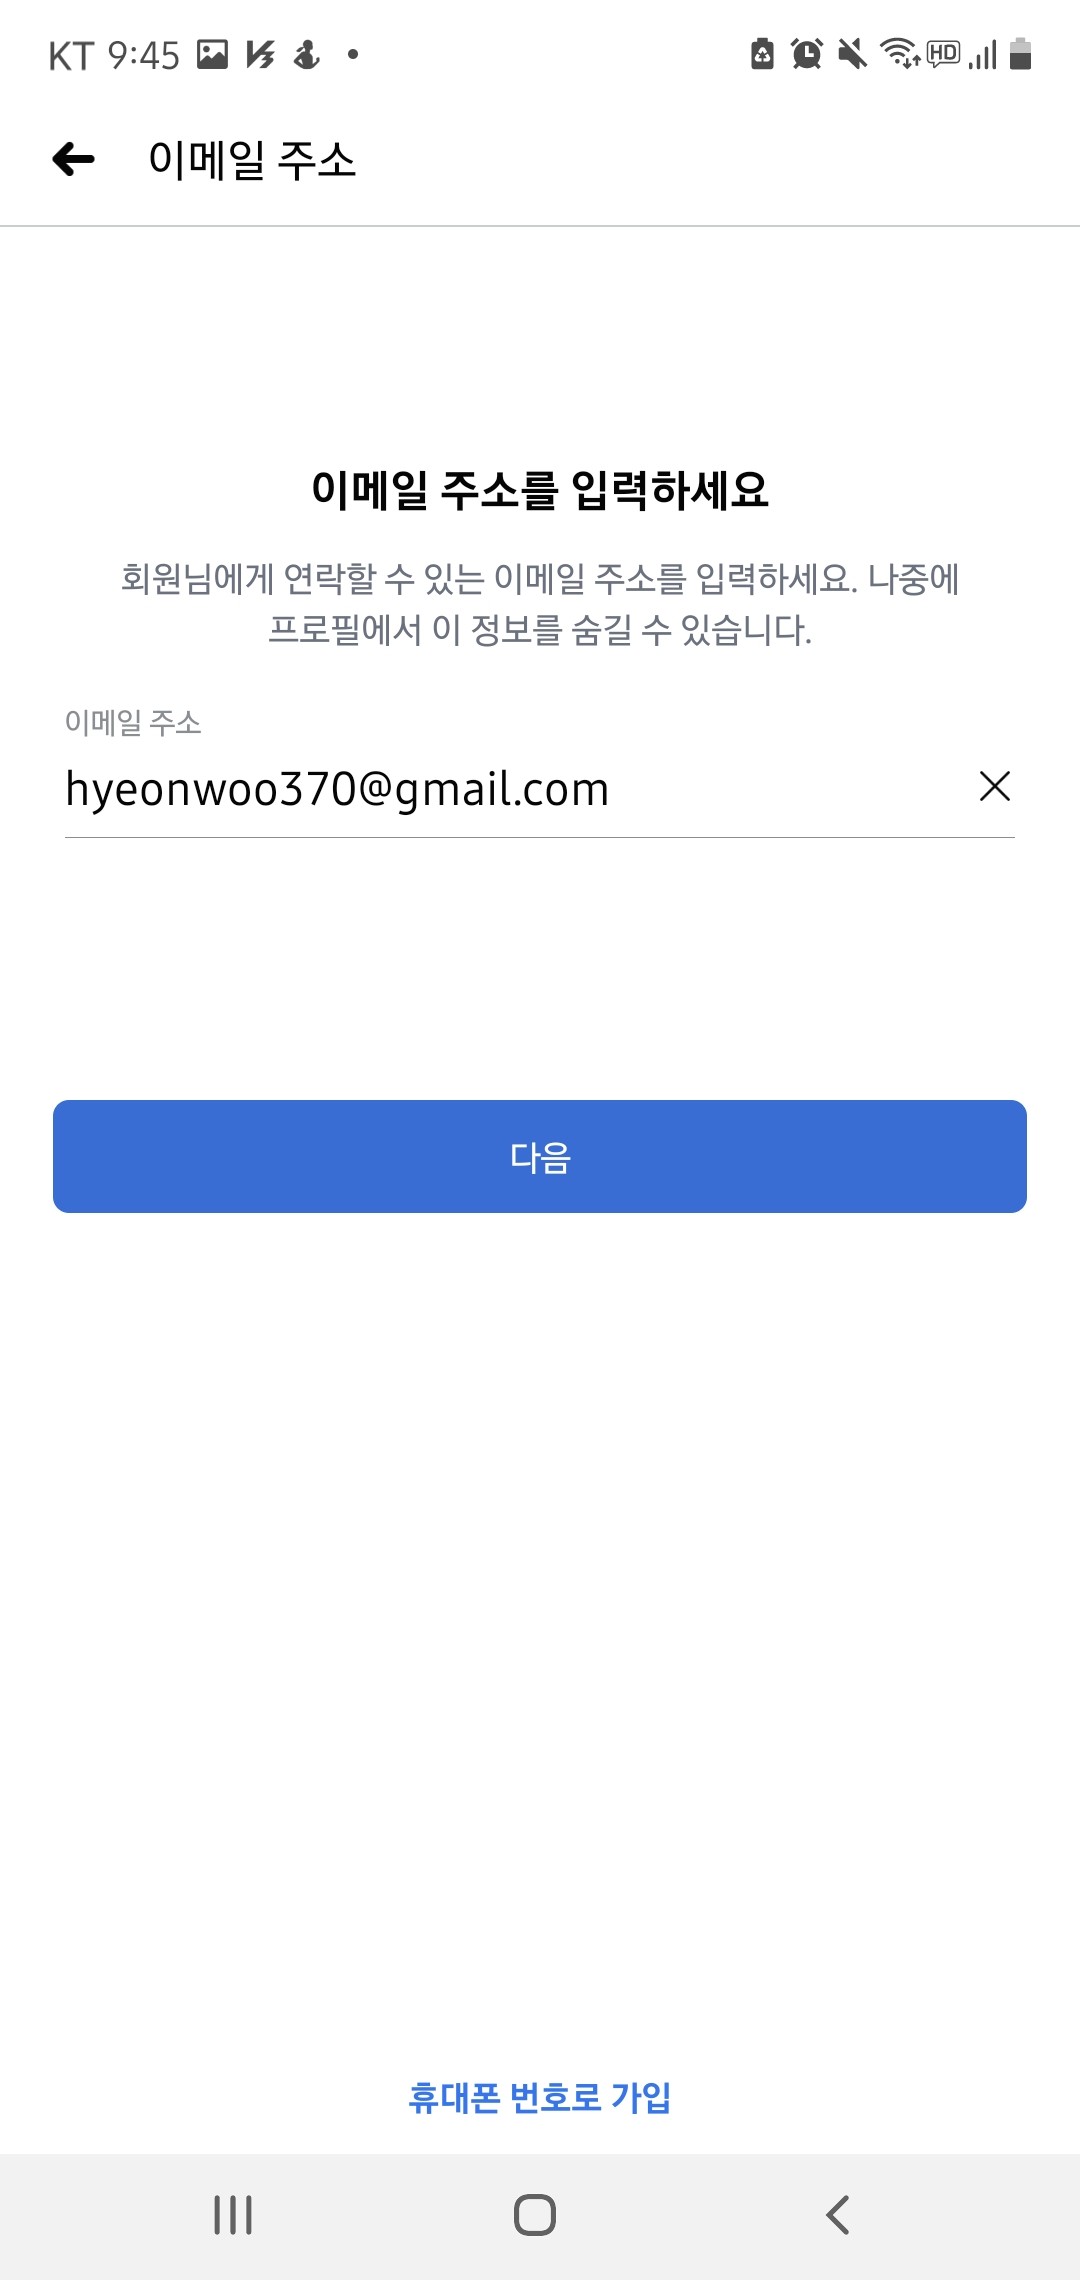 KT 9:45
HD
이메일 주소
이메일 주소를 입력하세요
회원님에게 연락할 수 있는 이메일 주소를 입력하세요. 나중에
프로필에서 이 정보를 숨길 수 있습니다.
이메일 주소
hyeonwoo370@gmail.com
다음
휴대폰 번호로 가입